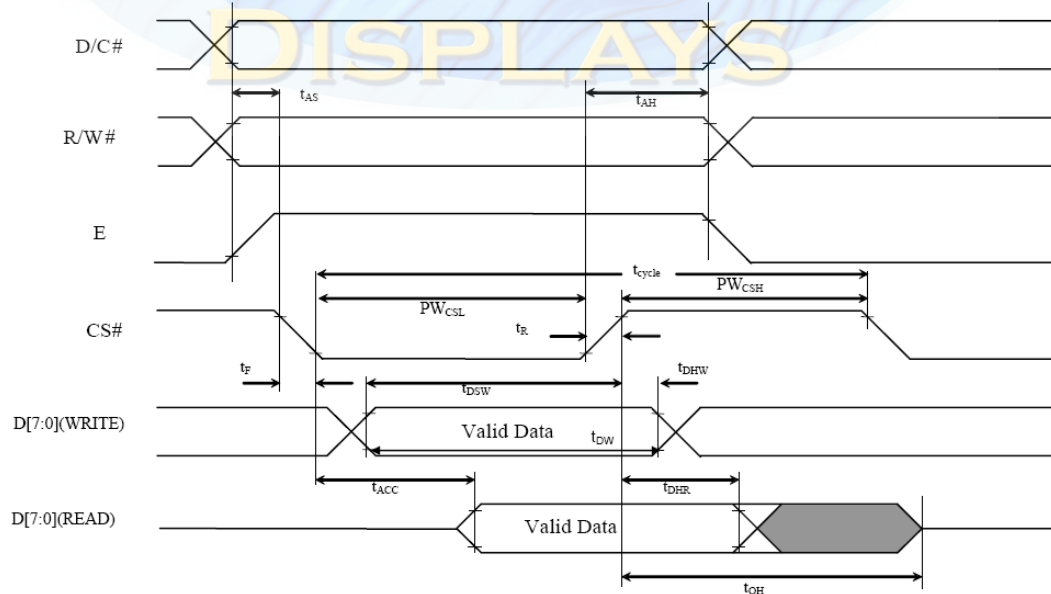 D/C#
DISPLAYS
tAS
tAH
R/W#
E
tcycle
PWCSL
PWCSH
CS#
tR
tF
tDSW
tDHW
D[7:0](WRITE)
Valid Data
tDW
tACC
tDHR
D[7:0](READ)
Valid Data
tOH